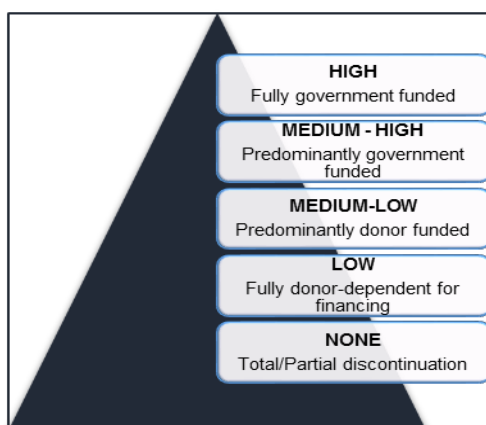 HIGH
Fully government funded
MEDIUM - HIGH
Predominantly government
funded
MEDIUM-LOW
Predominantly donor funded
LOW
Fully donor-dependent for
financing
NONE
Total/Partial discontinuation